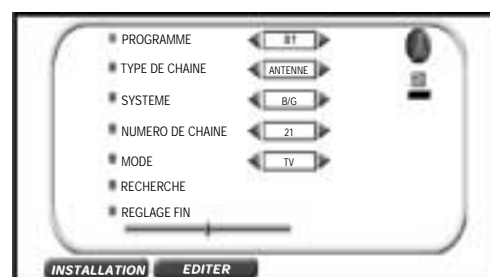 PROGRAMME
TYPE DE CHAINE ANTENNE
SYSTEME B/G
NUMERO DE CHAINE 21
MODE TV
RECHERCHE
REGLAGE FIN
INSTALLATION EDITER